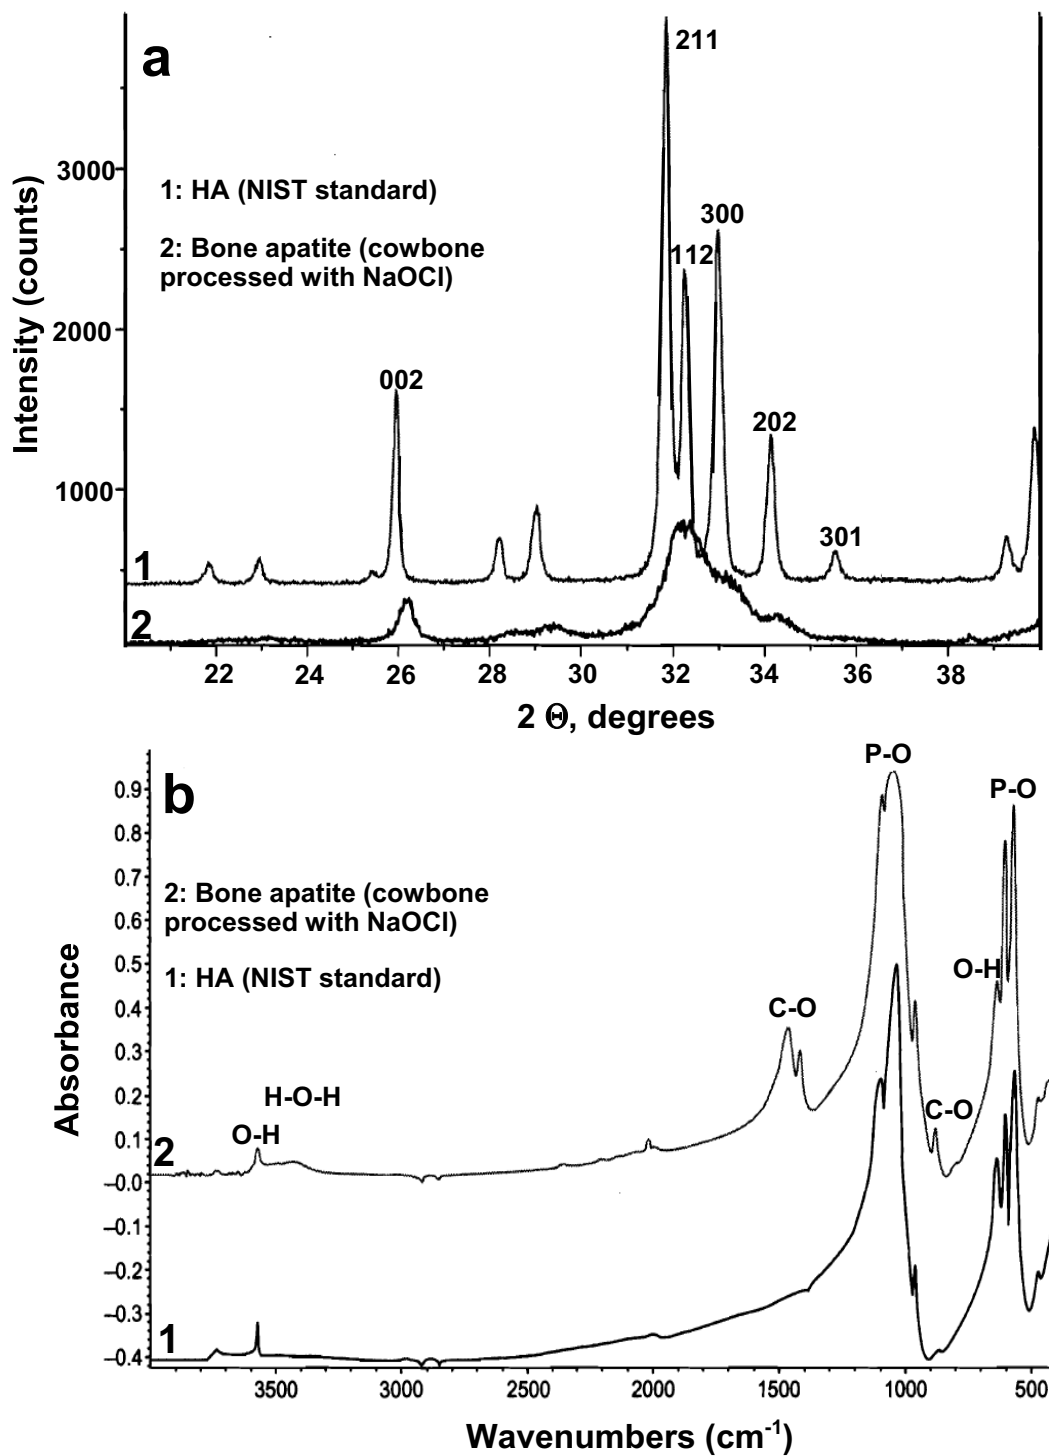 a
211
3000
1: HA (NIST standard)
300
2: Bone apatite (cowbone
processed with NaOCl)
112
Intensity (counts)
2000
002
202
1000
301
1
2
22 24 26 28 30 32 34 36 38
2 Θ, degrees
b
P-O
P-O
0.9
0.8
2: Bone apatite (cowbone
processed with NaOCl)
0.7
0.6
1: HA (NIST standard)
O-H
0.5
C-O
0.4
0.3
Absorbance
H-O-H
0.2
C-O
O-H
0.1
2
–0.0
–0.1
–0.2
–0.3
1
–0.4
3500 3000 2500 2000 1500 1000 500
Wavenumbers (cm-1)